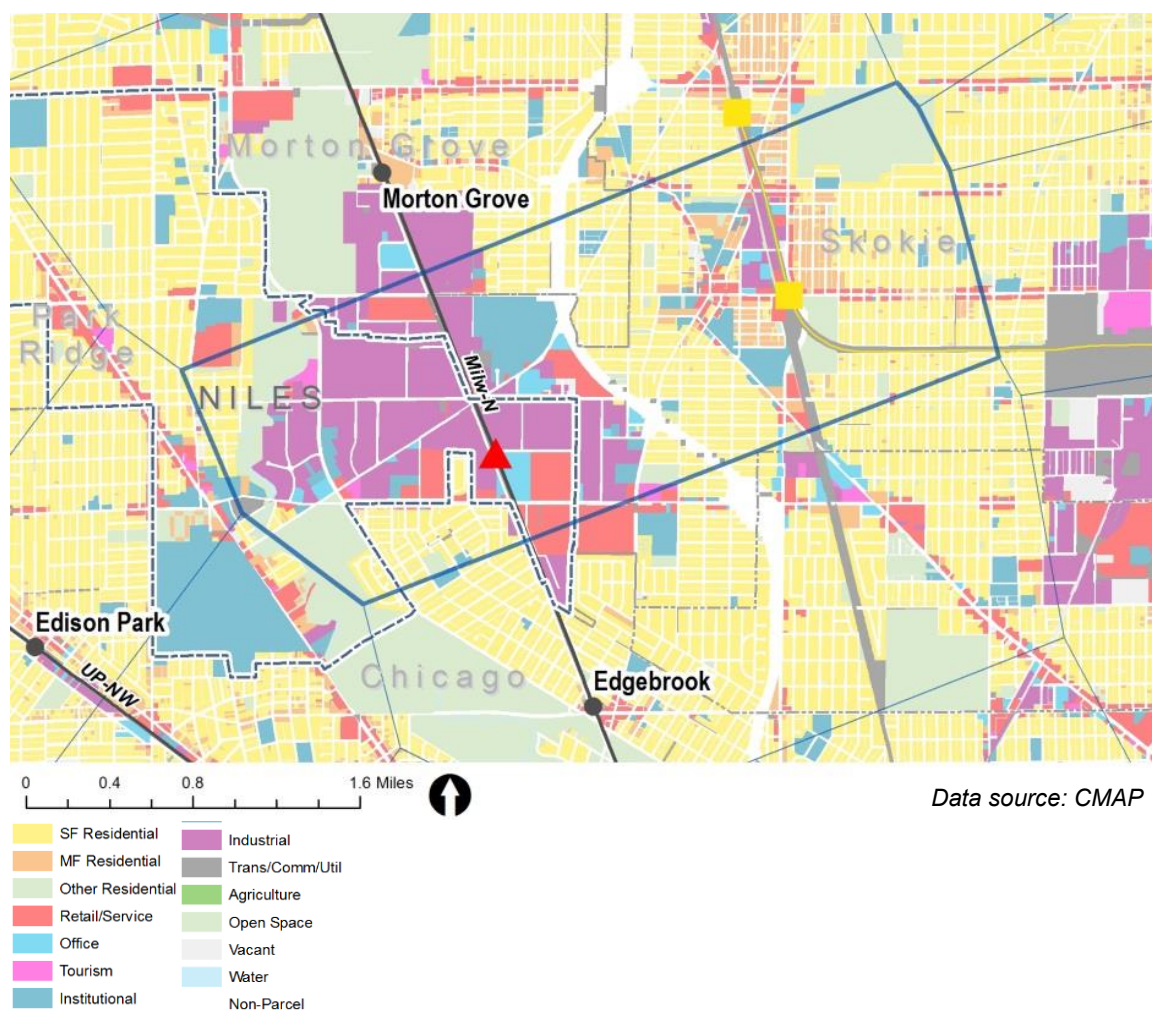 Morton Grove
Morton Grove
Skokie
Park
Ridge
NILES
Milw-N
Edison Park
UP-NW
Chicago
Edgebrook
0 0.4 0.8 1.6 Miles
Data source: CMAP
SF Residential
MF Residential
Other Residential
Retail/Service
Office
Tourism
Institutional
Industrial
Trans/Comm/Util
Agriculture
Open Space
Vacant
Water
Non-Parcel